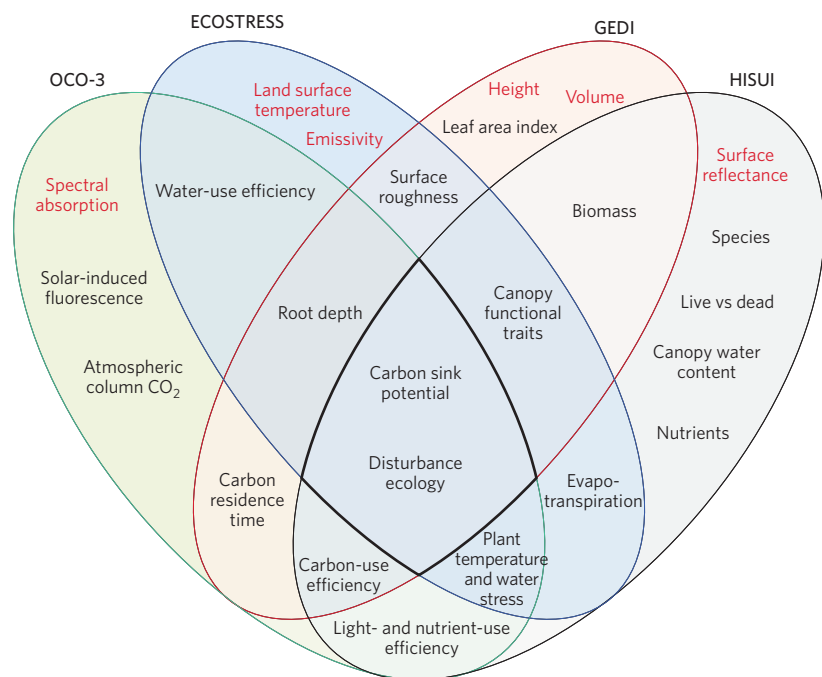 ECOSTRESS
GEDI
OCO-3
HISUI
Land surface
temperature
Emissivity
Height
Volume
Leaf area index
Surface
reflectance
Spectral
absorption
Water-use efficiency
Surface
roughness
Biomass
Species
Solar-induced
fluorescence
Root depth
Canopy
functional
traits
Live vs dead
Atmospheric
column CO₂
Carbon sink
potential
Canopy water
content
Nutrients
Disturbance
ecology
Carbon
residence
time
Evapo-
transpiration
Carbon-use
efficiency
Plant
temperature
and water
stress
Light- and nutrient-use
efficiency